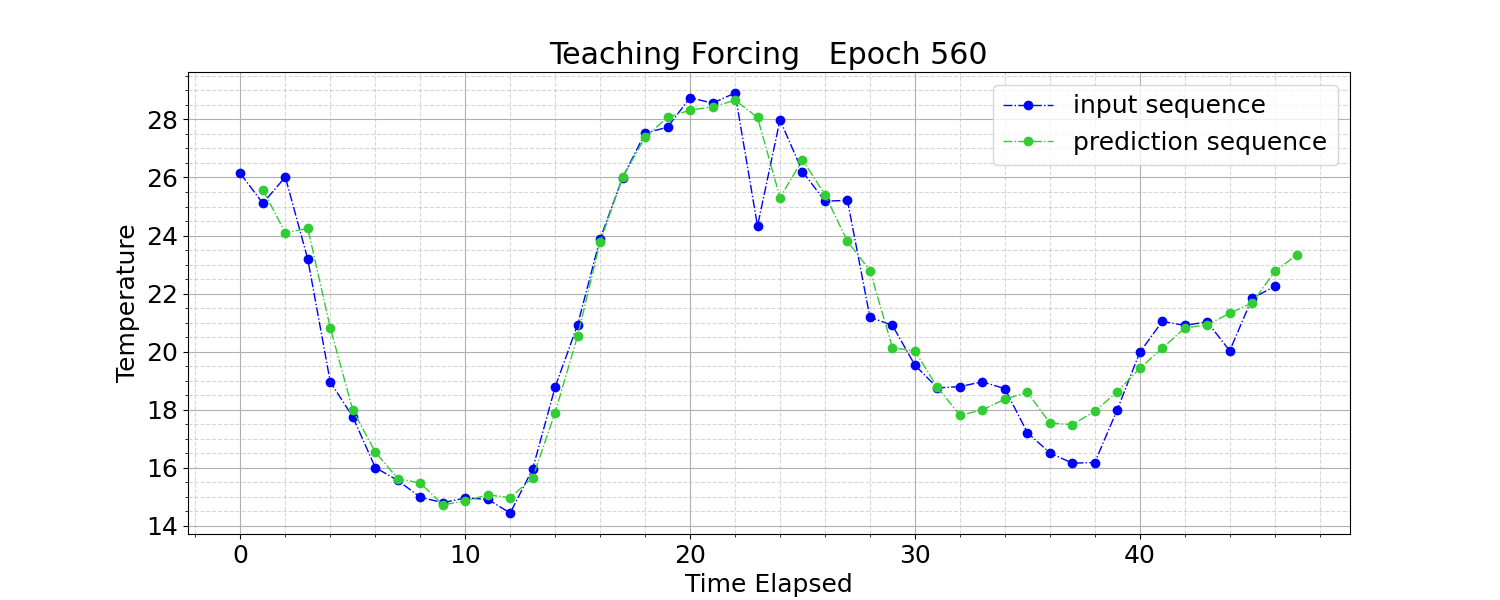 Teaching Forcing   Epoch 560
input sequence
prediction sequence
Temperature
28
26
24
22
20
18
16
14
0 10 20 30 40
Time Elapsed